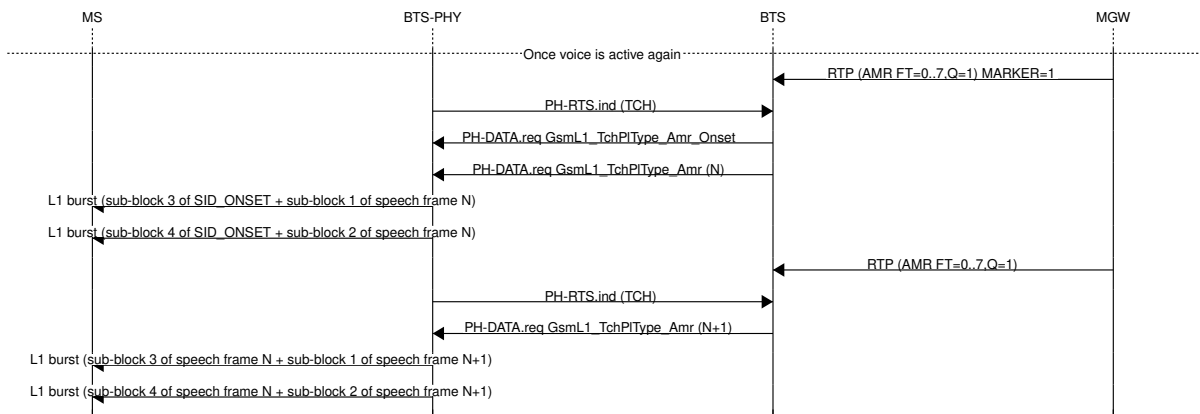 MS BTS-PHY BTS MGW
Once voice is active again
RTP (AMR FT=0..7,Q=1) MARKER=1
PH-RTS.ind (TCH)
PH-DATA.req GsmL1_TchPlType_Amr_Onset
PH-DATA.req GsmL1_TchPlType_Amr (N)
L1 burst (sub-block 3 of SID_ONSET + sub-block 1 of speech frame N)
L1 burst (sub-block 4 of SID_ONSET + sub-block 2 of speech frame N)
RTP (AMR FT=0..7,Q=1)
PH-RTS.ind (TCH)
PH-DATA.req GsmL1_TchPlType_Amr (N+1)
L1 burst (sub-block 3 of speech frame N + sub-block 1 of speech frame N+1)
L1 burst (sub-block 4 of speech frame N + sub-block 2 of speech frame N+1)